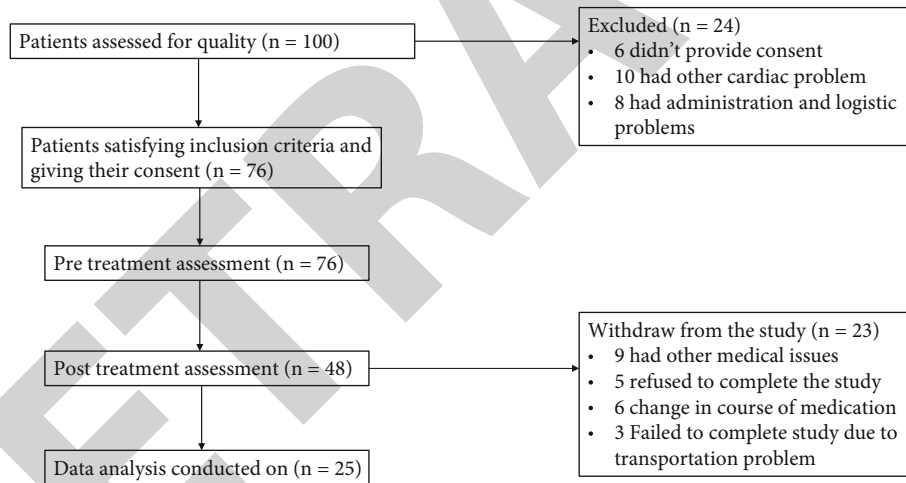 Patients assessed for quality (n = 100)
Excluded (n = 24)
• 6 didn't provide consent
• 10 had other cardiac problem
• 8 had administration and logistic
problems
Patients satisfying inclusion criteria and
giving their consent (n = 76)
Pre treatment assessment (n = 76)
Post treatment assessment (n = 48)
Withdraw from the study (n = 23)
• 9 had other medical issues
• 5 refused to complete the study
• 6 change in course of medication
• 3 Failed to complete study due to
transportation problem
Data analysis conducted on (n = 25)
ETRA